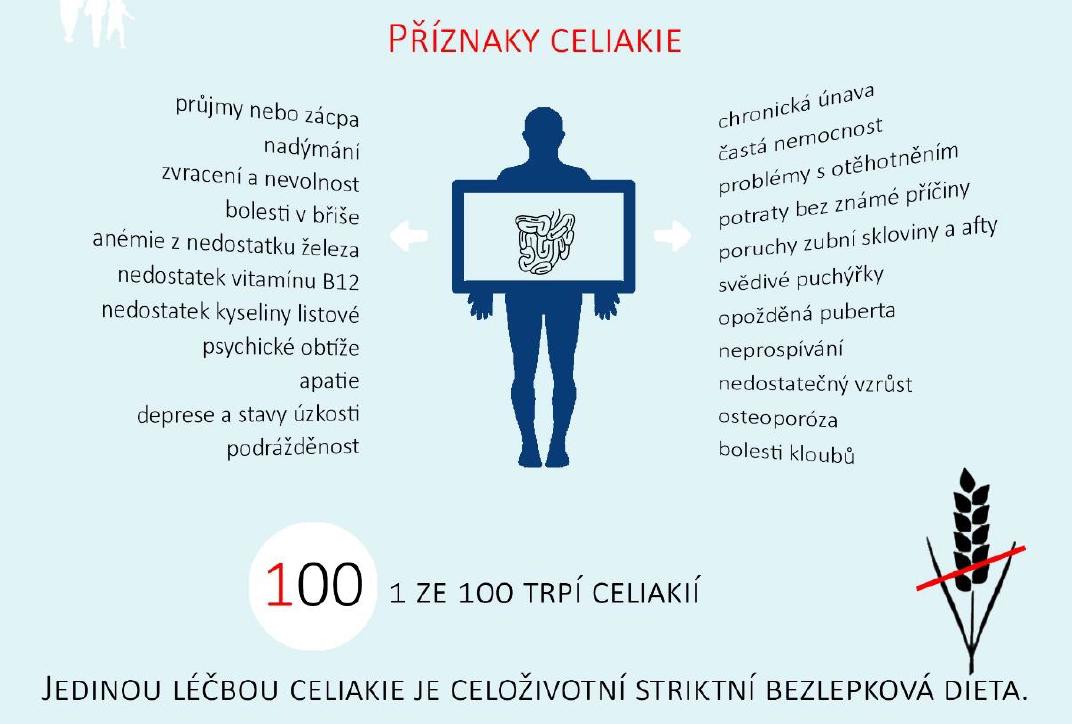 PŘÍZNAKY CELIAKIE
průjmy nebo zácpa
nadýmání
zvracení a nevolnost
bolesti v břiše
anémie z nedostatku železa
nedostatek vitamínu B12
nedostatek kyseliny listové
psychické obtíže
apatie
deprese a stavy úzkosti
podrážděnost
chronická únava
častá nemocnost
problémy s otěhotněním
potraty bez známé příčiny
poruchy zubní skloviny a afty
svědivé puchýřky
opožděná puberta
neprospívání
nedostatečný vzrůst
osteoporóza
bolesti kloubů
100
1 ZE 100 TRPÍ CELIAKIÍ
JEDINOU LÉČBOU CELIAKIE JE CELOŽIVOTNÍ STRIKTNÍ BEZLEPKOVÁ DIETA.